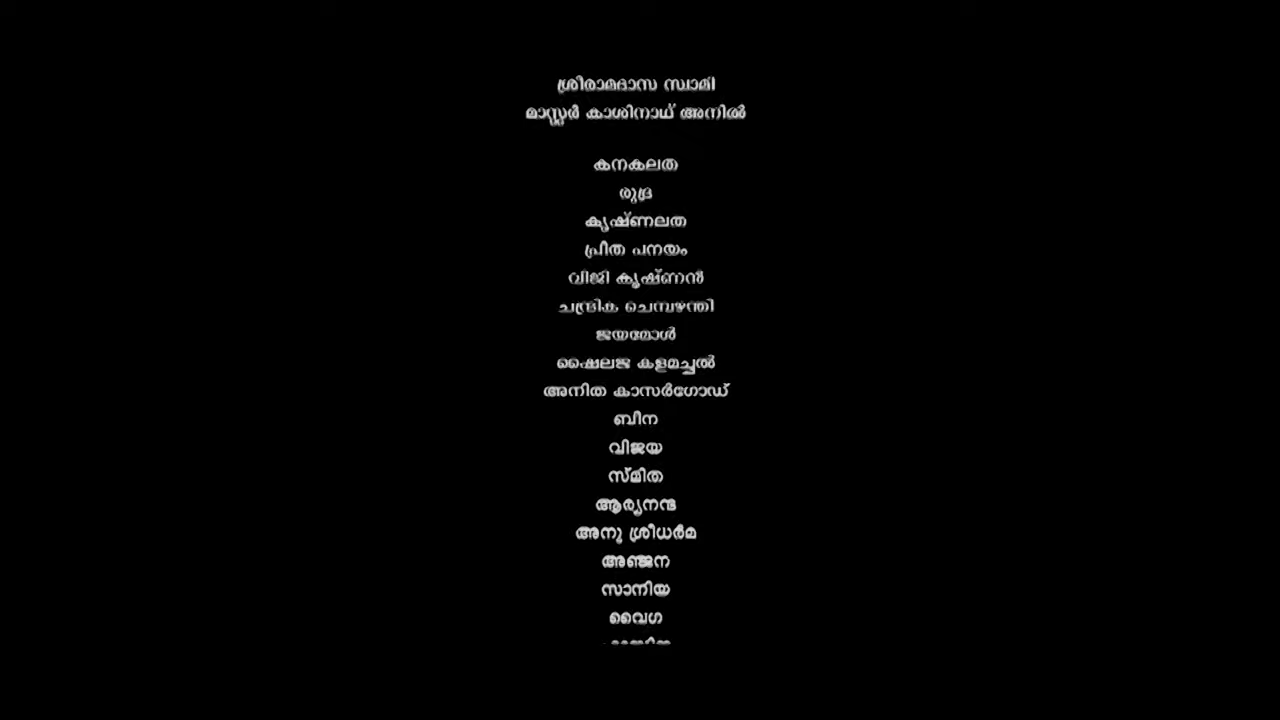 ശ്രീരാമദാസ സ്വാമി
മാസ്റ്റർ കാശിനാഥ് അനിൽ
കനകലത
രുദ്ര
കൃഷ്ണലത
പ്രീത പനയം
വിജി കൃഷ്ണൻ
ചന്ദ്രിക ചെമ്പഴന്തി
ജയമോൾ
ഷൈലജ കളമച്ചൽ
അനിത കാസർഗോഡ്
ബീന
വിജയ
സ്മിത
ആര്യനന്ദ
അനു ശ്രീധർമ
അഞ്ജന
സാനിയ
വൈഗ